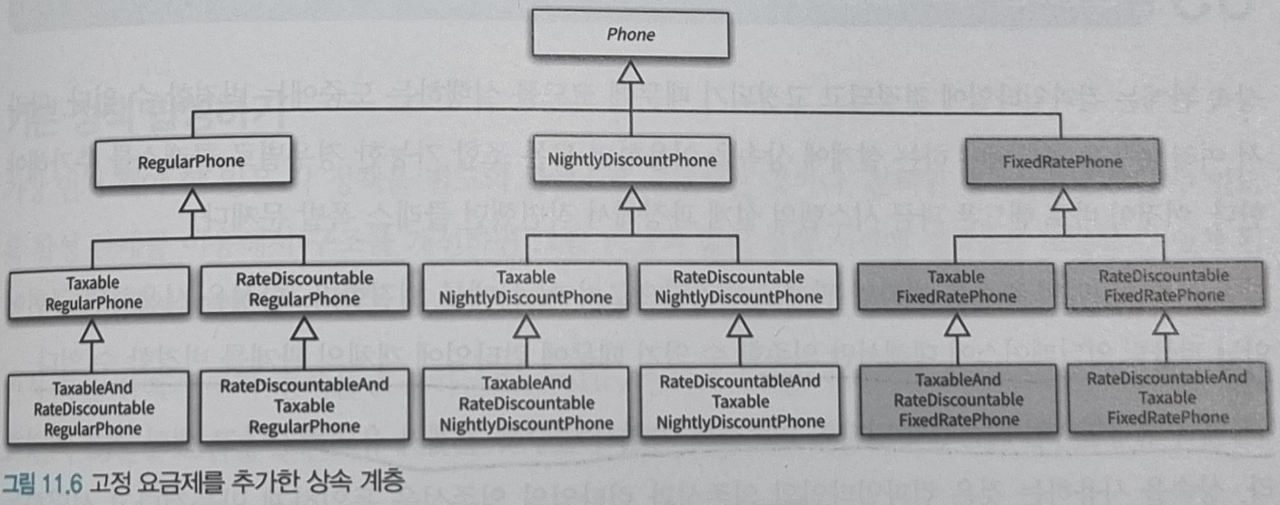 Phone
RegularPhone
NightlyDiscountPhone
FixedRatePhone
Taxable
RegularPhone
RateDiscountable
RegularPhone
Taxable
NightlyDiscountPhone
RateDiscountable
NightlyDiscountPhone
Taxable
FixedRatePhone
RateDiscountable
FixedRatePhone
TaxableAnd
RateDiscountable
RegularPhone
RateDiscountableAnd
Taxable
RegularPhone
TaxableAnd
RateDiscountable
NightlyDiscountPhone
RateDiscountableAnd
Taxable
NightlyDiscountPhone
TaxableAnd
RateDiscountable
FixedRatePhone
RateDiscountableAnd
Taxable
FixedRatePhone
그림 11.6 고정 요금제를 추가한 상속 계층